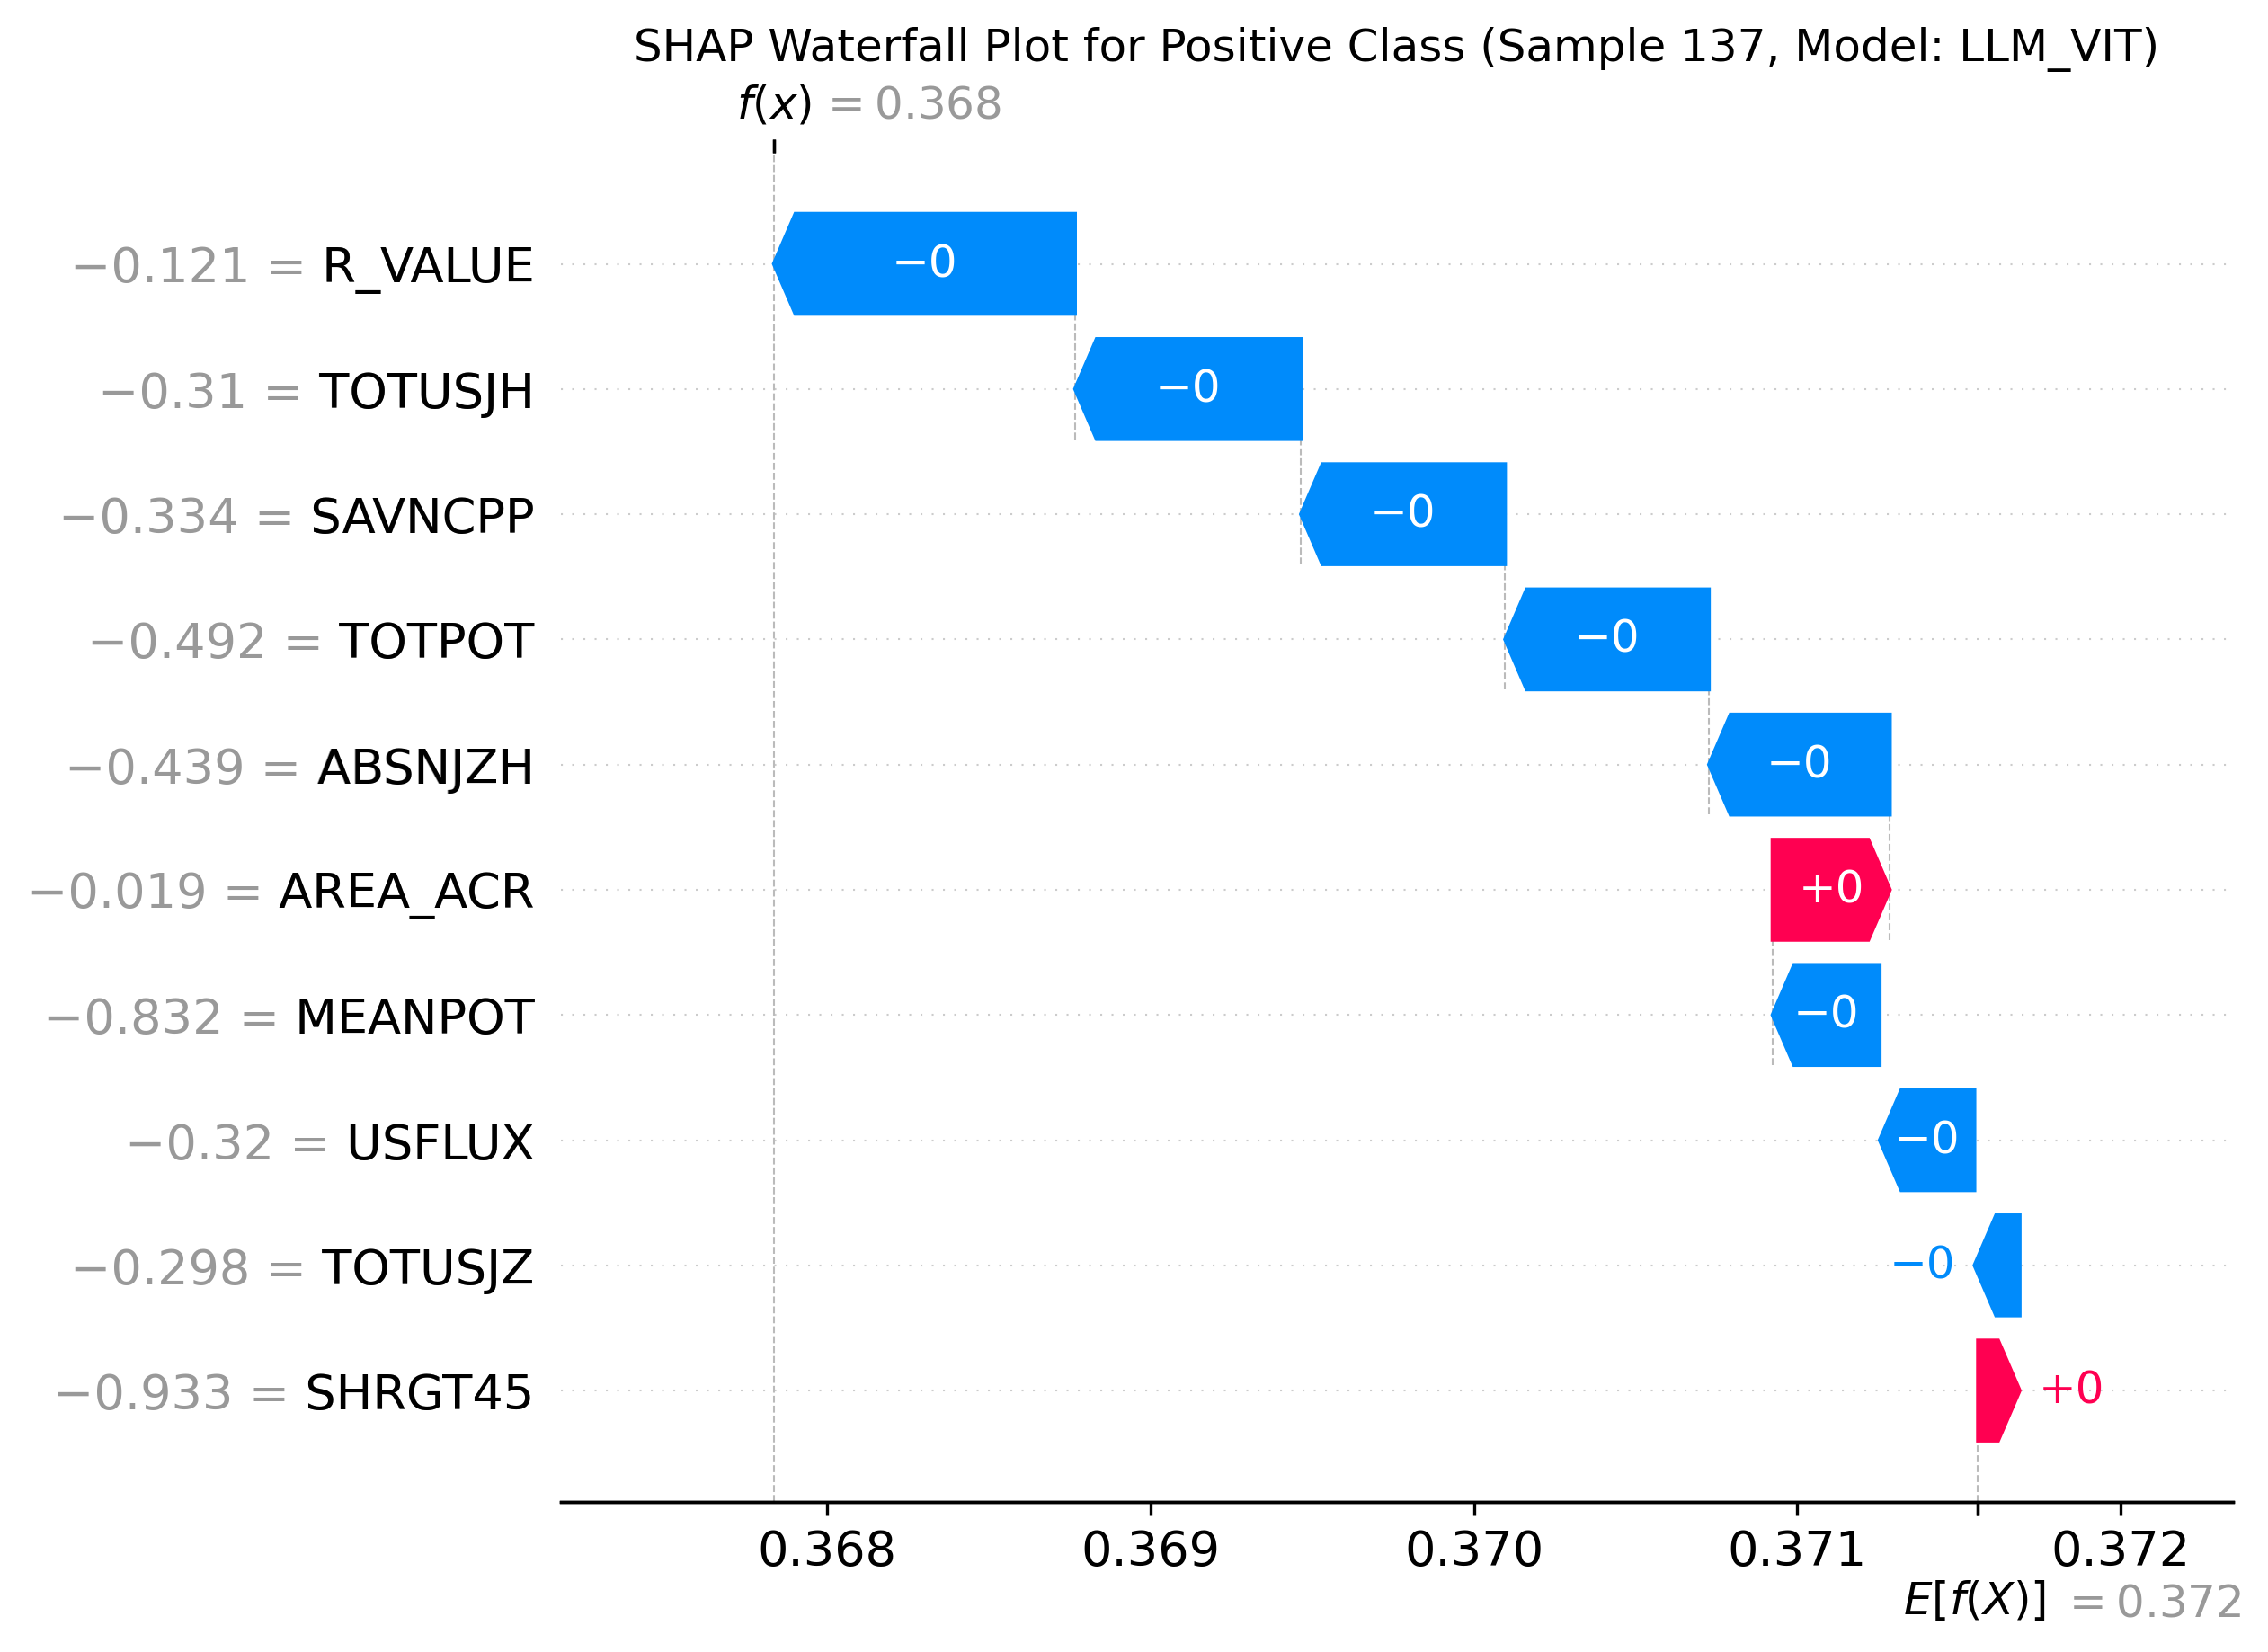 SHAP Waterfall Plot for Positive Class (Sample 137, Model: LLM_VIT)
f(x) = 0.368
−0.121 = R_VALUE −0
−0.31 = TOTUSJH −0
−0.334 = SAVNCPP −0
−0.492 = TOTPOT −0
−0.439 = ABSNJZH −0
−0.019 = AREA_ACR +0
−0.832 = MEANPOT −0
−0.32 = USFLUX −0
−0.298 = TOTUSJZ −0
−0.933 = SHRGT45 +0
0.368 0.369 0.370 0.371 0.372
E[f(X)] = 0.372